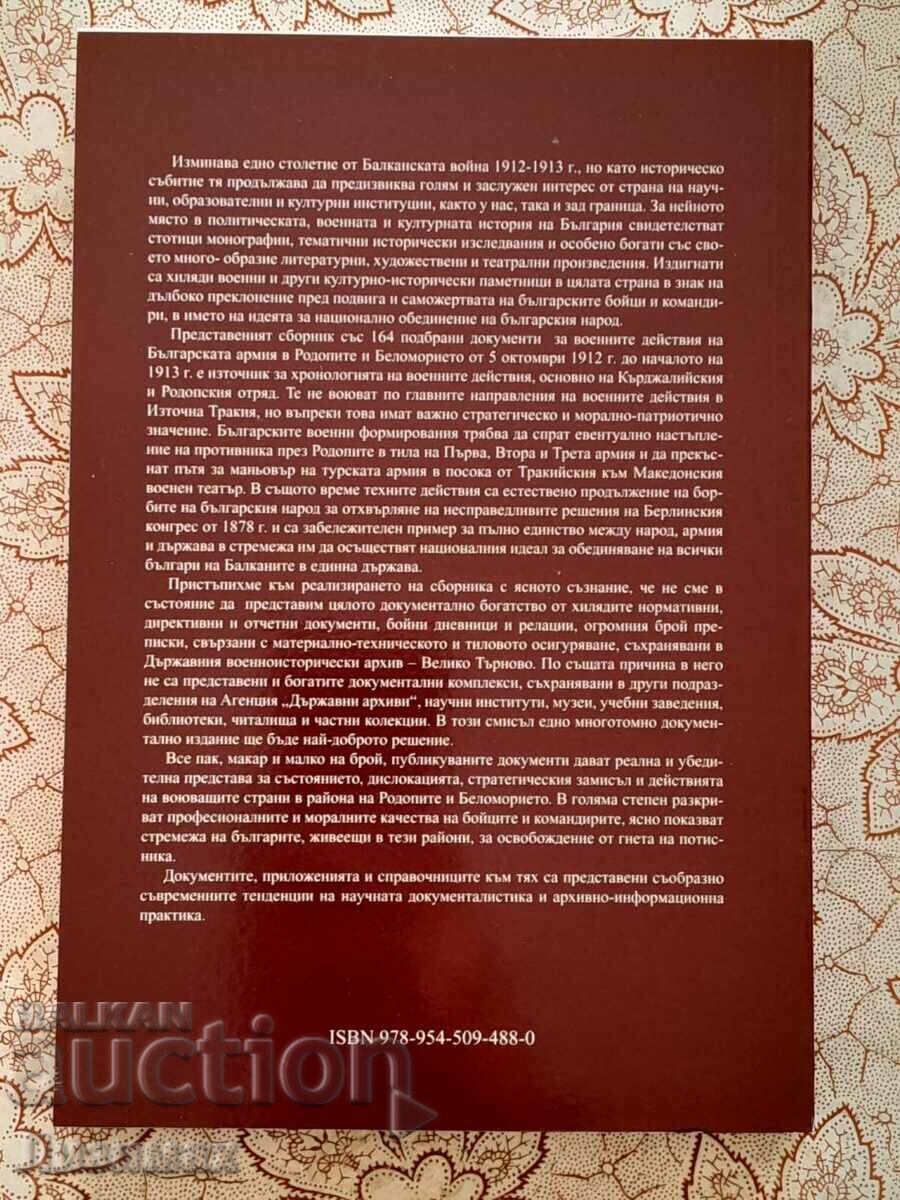 Изминава едно столетие от Балканската война 1912-1913 г., но като историческо
събитие тя продължава да предизвиква голям и заслужен интерес от страна на науч-
ни, образователни и културни институции, както у нас, така и зад граница. За нейното
място в политическата, военната и културната история на България свидетелстват
стотици монографии, тематични исторически изследвания и особено богати със сво-
ето много- образие литературни, художествени и театрални произведения. Издигнати
са хиляди военни и други културно-исторически паметници в цялата страна в знак на
дълбоко преклонение пред подвига и саможертвата на българските бойци и команди-
ри, в името на идеята за национално обединение на българския народ.
Представеният сборник със 164 подбрани документи за военните действия на
Българската армия в Родопите и Беломорието от 5 октомври 1912 г. до началото на
1913 г. е източник за хронологията на военните действия, основно на Кърджалийския
и Родопския отряд. Те не воюват по главните направления на военните действия в
Източна Тракия, но въпреки това имат важно стратегическо и морално-патриотично
значение. Българските военни формирования трябва да спрат евентуално настъпле-
ние на противника през Родопите в тила на Първа, Втора и Трета армия и да прекъс-
нат пътя за маньовър на турската армия в посока от Тракийския към Македонския
военен театър. В същото време техните действия са естествено продължение на бор-
бите на българския народ за отхвърляне на несправедливите решения на Берлинския
конгрес от 1878 г. и са забележителен пример за пълно единство между народ, армия
и държава в стремежа им да осъществят националния идеал за обединяване на всички
българи на Балканите в единна държава.
Пристъпихме към реализирането на сборника с ясното съзнание, че не сме в
състояние да представим цялото документално богатство от хилядите нормативни,
директивни и отчетни документи, бойни дневници и релации, огромния брой пре-
писки, свързани с материално-техническото и тиловото осигуряване, съхранявани в
Държавния военноисторически архив – Велико Търново. По същата причина в него
не са представени и богатите документални комплекси, съхранявани в други подраз-
деления на Агенция „Държавни архиви“, научни институти, музеи, учебни заведения,
библиотеки, читалища и частни колекции. В този смисъл едно многотомно докумен-
тално издание ще бъде най-доброто решение.
Все пак, макар и малко на брой, публикуваните документи дават реална и убеди-
телна представа за състоянието, дислокацията, стратегическия замисъл и действията
на воюващите страни в района на Родопите и Беломорието. В голяма степен разкри-
ват професионалните и моралните качества на бойците и командирите, ясно показват
стремежа на българите, живеещи в тези райони, за освобождение от гнета на потис-
ника.
Документите, приложенията и справочниците към тях са представени съобразно
съвременните тенденции на научната документалистика и архивно-информационна
практика.
ISBN 978-954-509-488-0
BALKAN
auction